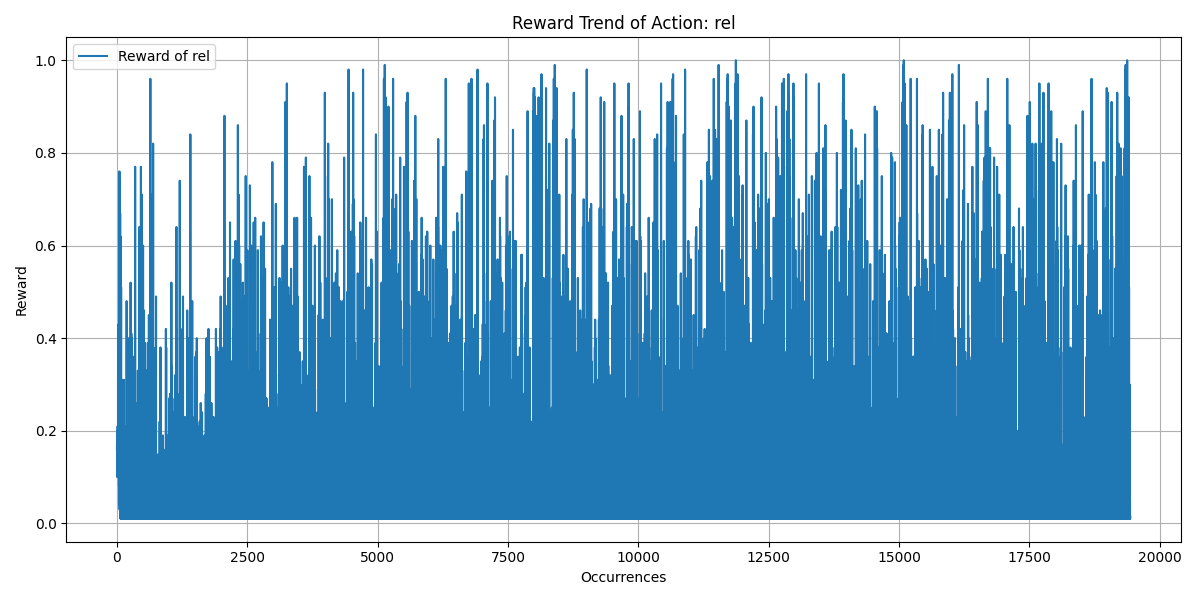 Reward Trend of Action: rel
Reward of rel
Reward
1.0
0.8
0.6
0.4
0.2
0.0
0 2500 5000 7500 10000 12500 15000 17500 20000
Occurrences